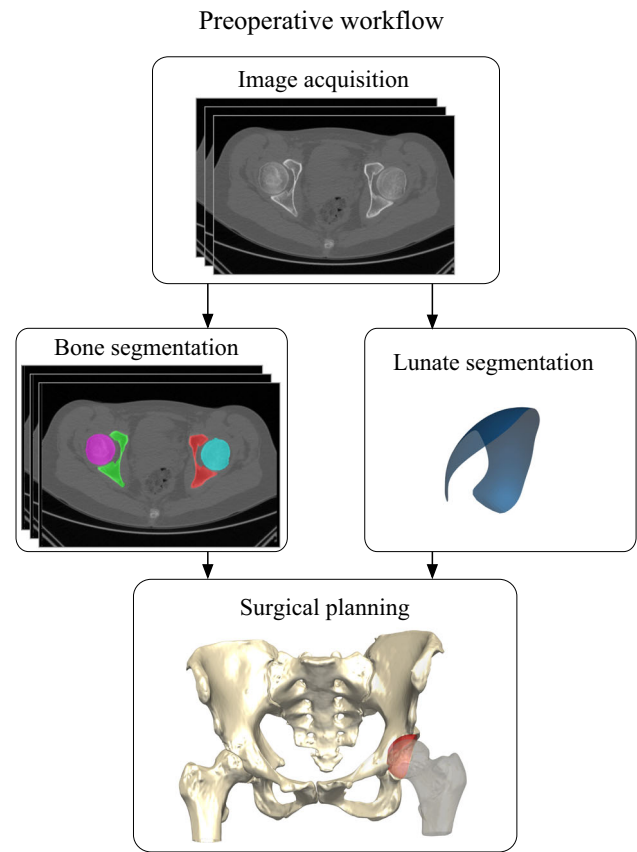 Preoperative workflow
Image acquisition
Bone segmentation
Lunate segmentation
Surgical planning